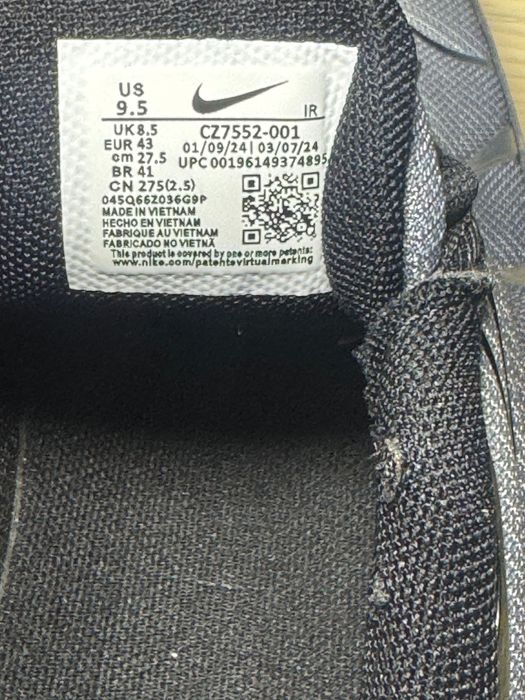 US
9.5
IR
UK 8.5
CZ7552-001
EUR 43
01/09/24 | 03/07/24
cm 27.5
UPC 00196149374895
BR 41
CN 275(2.5)
045Q66Z036G9P
MADE IN VIETNAM
HECHO EN VIETNAM
FABRIQUE AU VIETNAM
FABRICADO NO VIETNÃ
This product is covered by one or more patents:
www.nike.com/patentsvirtualmarking